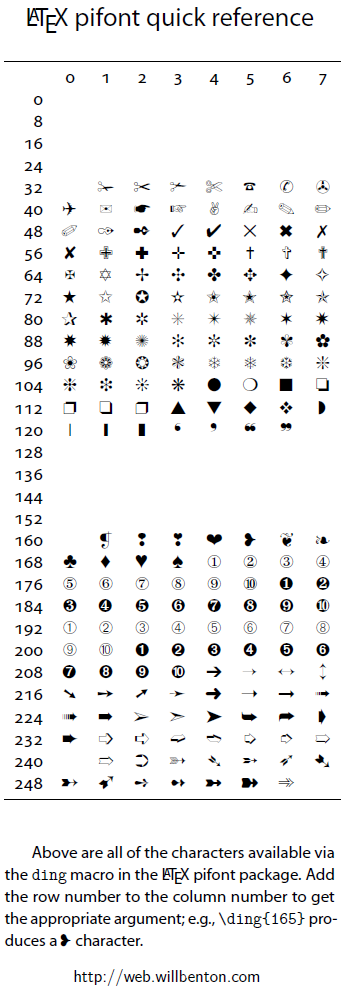 LATEX pifont quick reference
0 1 2 3 4 5 6 7
0
8
16
24
32 ✁ ✂ ✃ ✄ ☎ ✆ ✇
40 ✈ ✉ ☛ ☞ ✌ ✍ ✎ ✏
48 ✐ ✑ ✒ ✓ ✔ ✕ ✖ ✗
56 ✘ ✙ ✚ ✛ ✜ ✝ ✞ ✟
64 ✠ ✡ ✢ ✣ ✤ ✥ ✦ ✧
72 ★ ✩ ✪ ✫ ✬ ✭ ✮ ✯
80 ✰ ✱ ✲ ✳ ✴ ✵ ✶ ✷
88 ✸ ✹ ✺ ✻ ✼ ✽ ✾ ✿
96 ❀ ❁ ❂ ❃ ❄ ❅ ❆ ❇
104 ❈ ❉ ❊ ❋ ● ❍ ■ ❏
112 ❐ ❑ ❒ ▲ ▼ ◆ ❖ ◗
120 ❘ ❙ ❚ ❛ ❜ ❝ ❞
128
136
144
152
160 ❡ ❢ ❣ ❤ ❥ ❦ ❧
168 ♣ ♦ ♥ ♠ ① ② ③ ④
176 ⑤ ⑥ ⑦ ⑧ ⑨ ⑩ ❶ ❷
184 ❸ ❹ ❺ ❻ ❼ ❽ ❾ ❿
192 ➀ ➁ ➂ ➃ ➄ ➅ ➆ ➇
200 ➈ ➉ ➊ ➋ ➌ ➍ ➎ ➏
208 ➐ ➑ ➒ ➓ ➔ → ↔ ↕
216 ➘ ➙ ➚ ➛ ➜ ➝ ➞ ➟
224 ➠ ➡ ➢ ➣ ➤ ➥ ➦ ➧
232 ➨ ➩ ➪ ➫ ➬ ➭ ➮ ➯
240 ➱ ➲ ➳ ➴ ➵ ➶ ➷
248 ➸ ➹ ➺ ➻ ➼ ➽ ➾
Above are all of the characters available via
the ding macro in the LATEX pifont package. Add
the row number to the column number to get
the appropriate argument; e.g., \ding{165} pro-
duces a ❥ character.
http://web.willbenton.com